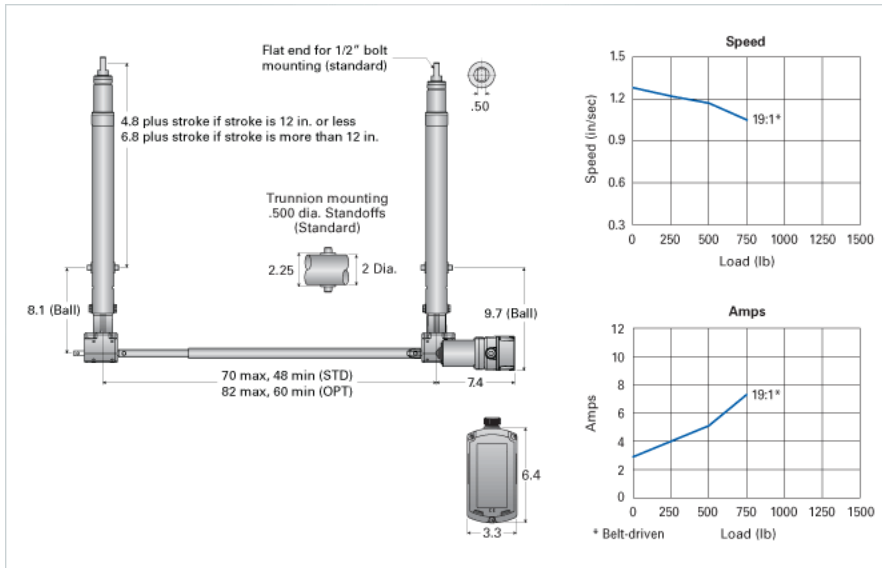 Flat end for 1/2" bolt
mounting (standard)
.50
4.8 plus stroke if stroke is 12 in. or less
6.8 plus stroke if stroke is more than 12 in.
Trunnion mounting
.500 dia. Standoffs
(Standard)
2.25
2 Dia.
8.1 (Ball)
9.7 (Ball)
70 max, 48 min (STD)
82 max, 60 min (OPT)
7.4
6.4
3.3
Speed
Speed (in/sec)
1.5
1.2
0.9
0.6
0.3
19:1*
0 250 500 750 1000 1250 1500
Load (lb)
Amps
Amps
12
10
8
6
4
2
0
19:1*
0 250 500 750 1000 1250 1500
* Belt-driven
Load (lb)